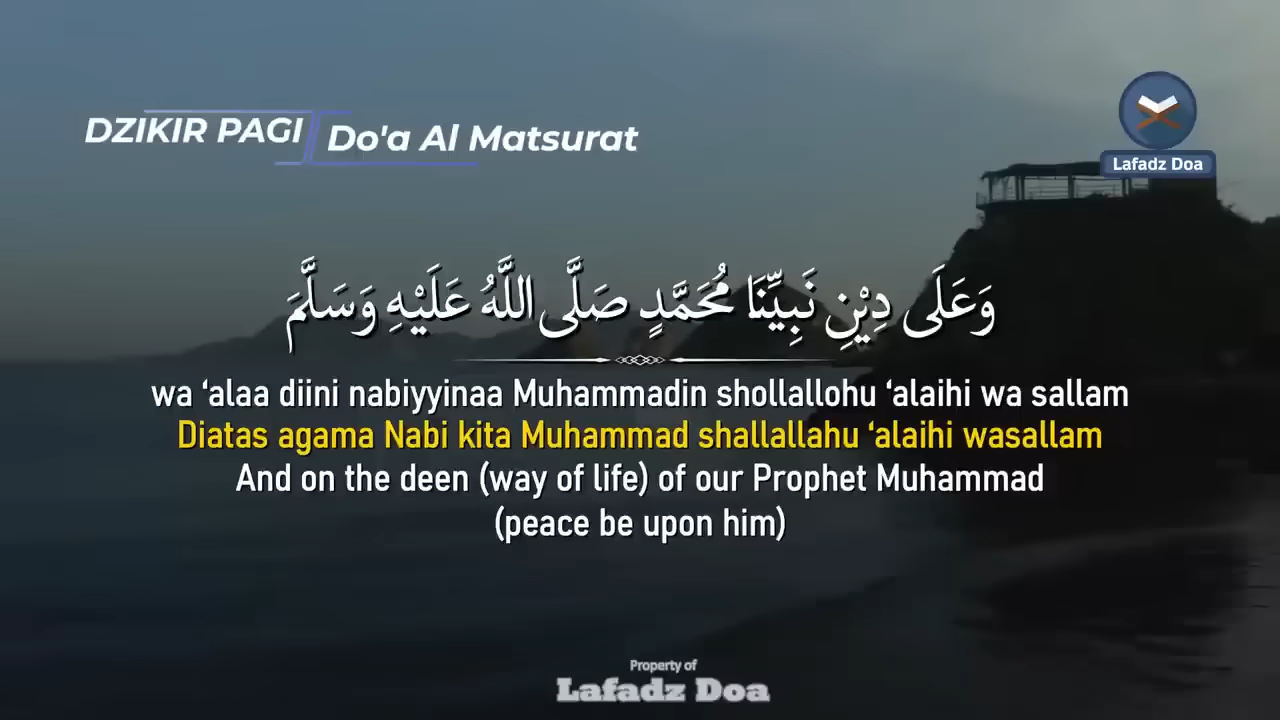 DZIKIR PAGI
Do'a Al Matsurat
Lafadz Doa
وَعَلَى دِيْنِ نَبِيِّنَا مُحَمَّدٍ صَلَّى اللَّهُ عَلَيْهِ وَسَلَّمَ
wa ‘alaa diini nabiyyinaa Muhammadin shollallohu ‘alaihi wa sallam
Diatas agama Nabi kita Muhammad shallallahu ‘alaihi wasallam
And on the deen (way of life) of our Prophet Muhammad
(peace be upon him)
Property of
Lafadz Doa